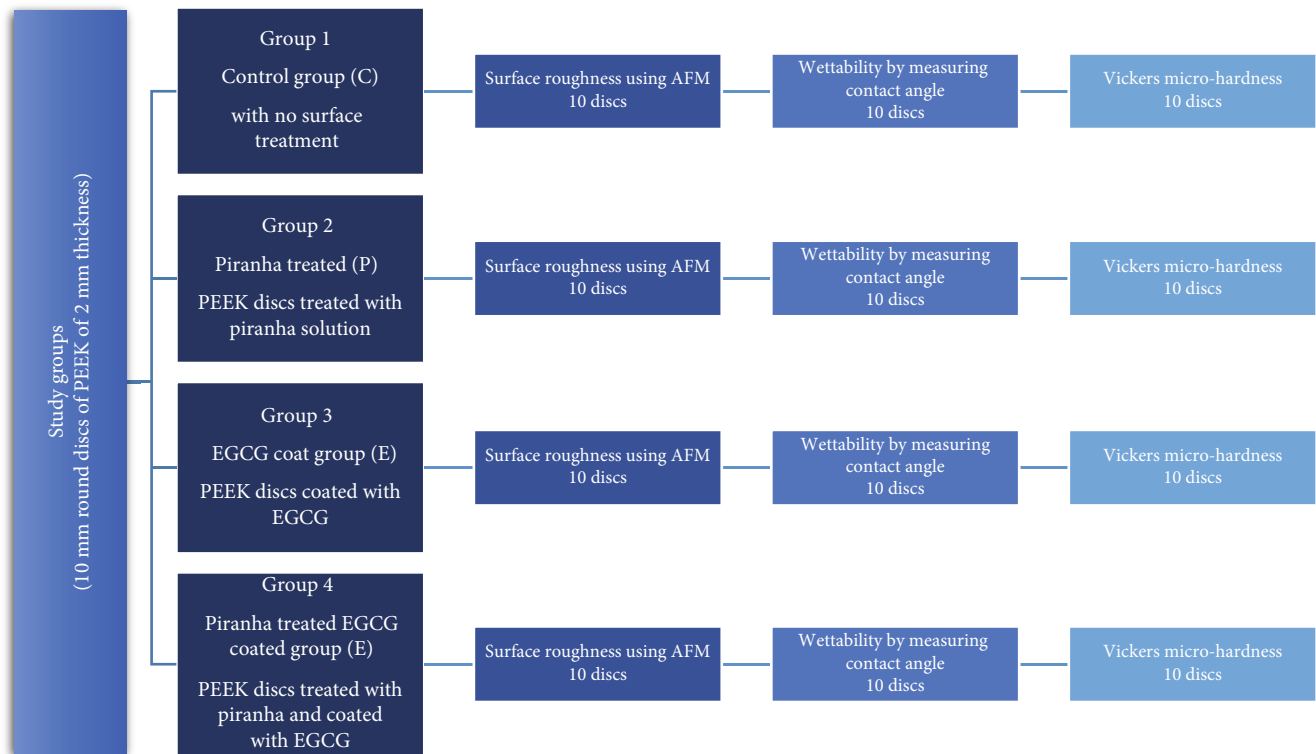 Study groups
(10 mm round discs of PEEK of 2 mm thickness)
Group 1
Control group (C)
with no surface
treatment
Surface roughness using AFM
10 discs
Wettability by measuring
contact angle
10 discs
Vickers micro-hardness
10 discs
Group 2
Piranha treated (P)
PEEK discs treated with
piranha solution
Surface roughness using AFM
10 discs
Wettability by measuring
contact angle
10 discs
Vickers micro-hardness
10 discs
Group 3
EGCG coat group (E)
PEEK discs coated with
EGCG
Surface roughness using AFM
10 discs
Wettability by measuring
contact angle
10 discs
Vickers micro-hardness
10 discs
Group 4
Piranha treated EGCG
coated group (E)
PEEK discs treated with
piranha and coated
with EGCG
Surface roughness using AFM
10 discs
Wettability by measuring
contact angle
10 discs
Vickers micro-hardness
10 discs